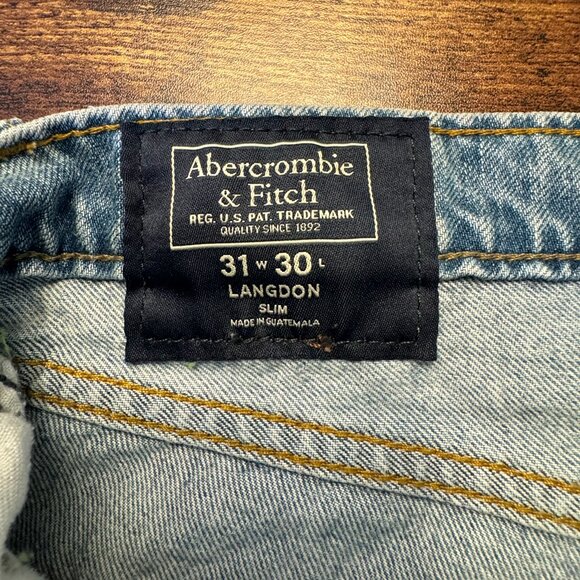 Abercrombie
& Fitch
REG. U.S. PAT. TRADEMARK
QUALITY SINCE 1892
31 W 30 L
LANGDON
SLIM
MADE IN GUATEMALA